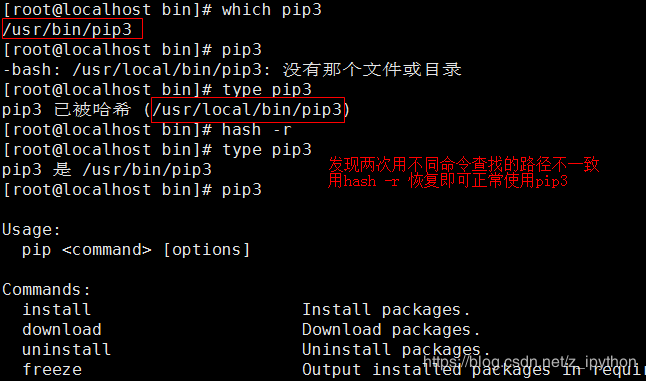 [root@localhost bin]# which pip3
/usr/bin/pip3
[root@localhost bin]# pip3
-bash: /usr/local/bin/pip3: 没有那个文件或目录
[root@localhost bin]# type pip3
pip3 已被哈希 (/usr/local/bin/pip3)
[root@localhost bin]# hash -r
[root@localhost bin]# type pip3
pip3 是 /usr/bin/pip3
发现两次用不同命令查找的路径不一致
用hash -r 恢复即可正常使用pip3
[root@localhost bin]# pip3
Usage:
pip <command> [options]
Commands:
install Install packages.
download Download packages.
uninstall Uninstall packages.
freeze Output installed packages in requir
https://blog.csdn.net/z_ipython